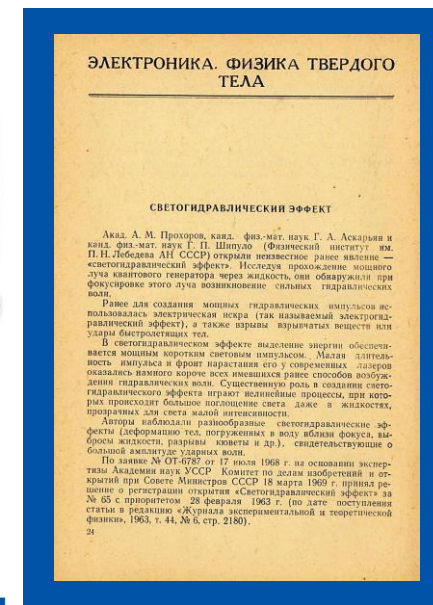 ЭЛЕКТРОНИКА. ФИЗИКА ТВЕРДОГО
ТЕЛА
СВЕТОГИДРАВЛИЧЕСКИЙ ЭФФЕКТ
Акад. А. М. Прохоров, канд. физ.-мат. наук Г. А. Аскарьян и
канд. физ.-мат. наук Г. П. Шипуло (Физический институт им.
П. Н. Лебедева АН СССР) открыли неизвестное ранее явление —
«светогидравлический эффект». Исследуя прохождение мощного
луча квантового генератора через жидкость, они обнаружили при
фокусировке этого луча возникновение сильных гидравлических
волн.
Ранее для создания мощных гидравлических импульсов ис-
пользовалась электрическая искра (так называемый электрогид-
равлический эффект), а также взрывы взрывчатых веществ или
удары быстролетящих тел.
В светогидравлическом эффекте выделение энергии обеспечи-
вается мощным коротким световым импульсом. Малая длитель-
ность импульса и фронт нарастания его у современных лазеров
оказались намного короче всех имевшихся ранее способов возбуж-
дения гидравлических волн. Существенную роль в создании свето-
гидравлического эффекта играют нелинейные процессы, при кото-
рых происходит большое поглощение света даже в жидкостях,
прозрачных для света малой интенсивности.
Авторы наблюдали разнообразные светогидравлические эф-
фекты (деформацию тел, погруженных в воду вблизи фокуса, вы-
бросы жидкости, разрывы кюветы и др.), свидетельствующие о
большой амплитуде ударных волн.
По заявке № ОТ-6787 от 17 июля 1968 г. на основании экспер-
тизы Академии наук УССР Комитет по делам изобретений и от-
крытий при Совете Министров СССР 18 марта 1969 г. принял ре-
шение о регистрации открытия «Светогидравлический эффект» за
№ 65 с приоритетом 28 февраля 1963 г. (по дате поступления
статьи в редакцию «Журнала экспериментальной и теоретической
физики», 1963, т. 44, № 6, стр. 2180).
24